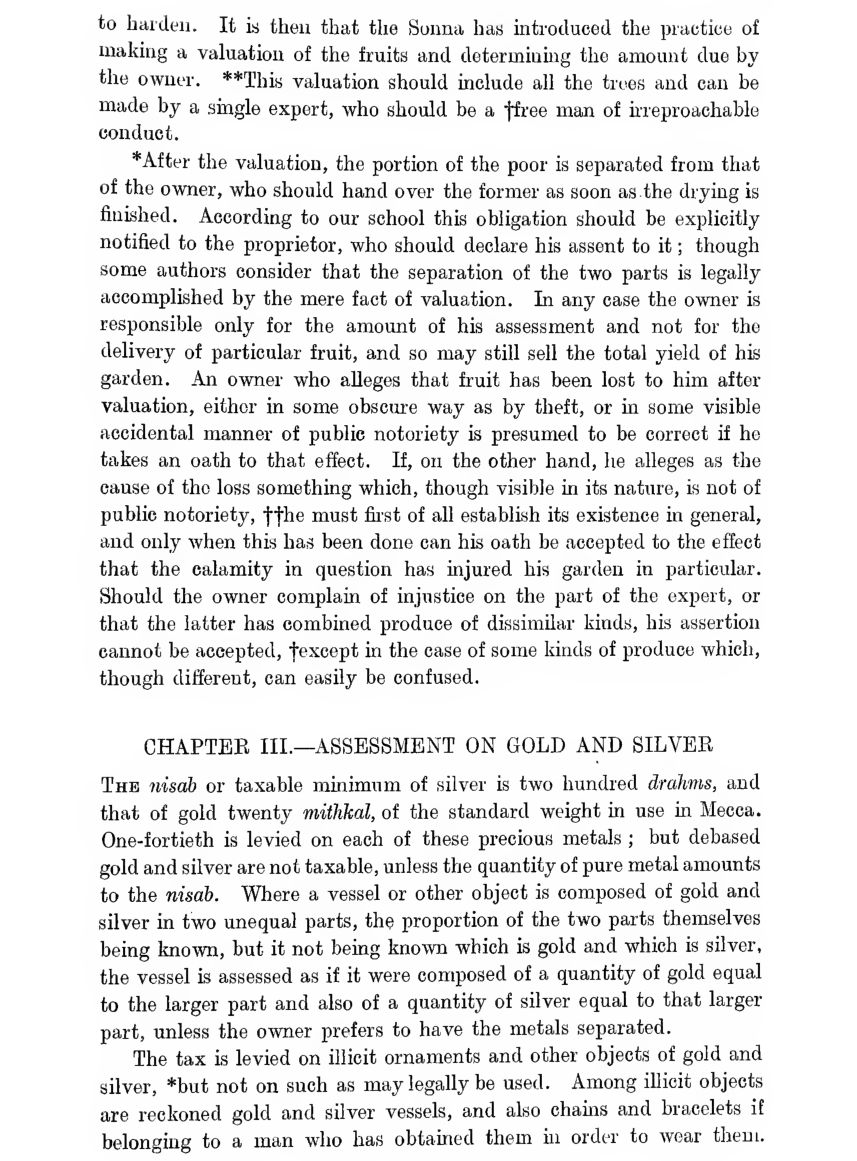 to harden. It is then that the Sonna has introduced the practice of
making a valuation of the fruits and determining the amount due by
the owner. **This valuation should include all the trees and can be
made by a single expert, who should be a †free man of irreproachable
conduct.
*After the valuation, the portion of the poor is separated from that
of the owner, who should hand over the former as soon as the drying is
finished. According to our school this obligation should be explicitly
notified to the proprietor, who should declare his assent to it; though
some authors consider that the separation of the two parts is legally
accomplished by the mere fact of valuation. In any case the owner is
responsible only for the amount of his assessment and not for the
delivery of particular fruit, and so may still sell the total yield of his
garden. An owner who alleges that fruit has been lost to him after
valuation, either in some obscure way as by theft, or in some visible
accidental manner of public notoriety is presumed to be correct if he
takes an oath to that effect. If, on the other hand, he alleges as the
cause of the loss something which, though visible in its nature, is not of
public notoriety, ††he must first of all establish its existence in general,
and only when this has been done can his oath be accepted to the effect
that the calamity in question has injured his garden in particular.
Should the owner complain of injustice on the part of the expert, or
that the latter has combined produce of dissimilar kinds, his assertion
cannot be accepted, †except in the case of some kinds of produce which,
though different, can easily be confused.
CHAPTER III.—ASSESSMENT ON GOLD AND SILVER
THE nisab or taxable minimum of silver is two hundred drahms, and
that of gold twenty mithkal, of the standard weight in use in Mecca.
One-fortieth is levied on each of these precious metals; but debased
gold and silver are not taxable, unless the quantity of pure metal amounts
to the nisab. Where a vessel or other object is composed of gold and
silver in two unequal parts, the proportion of the two parts themselves
being known, but it not being known which is gold and which is silver,
the vessel is assessed as if it were composed of a quantity of gold equal
to the larger part and also of a quantity of silver equal to that larger
part, unless the owner prefers to have the metals separated.
The tax is levied on illicit ornaments and other objects of gold and
silver, *but not on such as may legally be used. Among illicit objects
are reckoned gold and silver vessels, and also chains and bracelets if
belonging to a man who has obtained them in order to wear them.